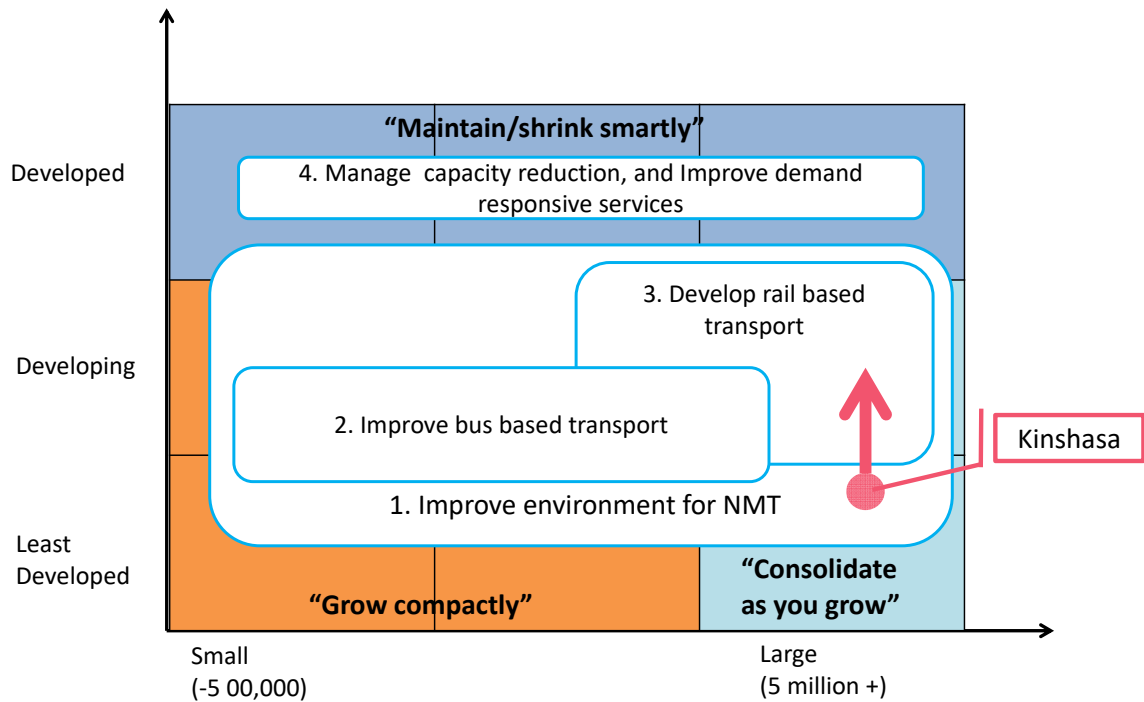 “Maintain/shrink smartly”
Developed
4. Manage  capacity reduction, and Improve demand
responsive services
3. Develop rail based
transport
Developing
2. Improve bus based transport
Kinshasa
1. Improve environment for NMT
Least
Developed
“Consolidate
as you grow”
“Grow compactly”
Small
(-5 00,000)
Large
(5 million +)